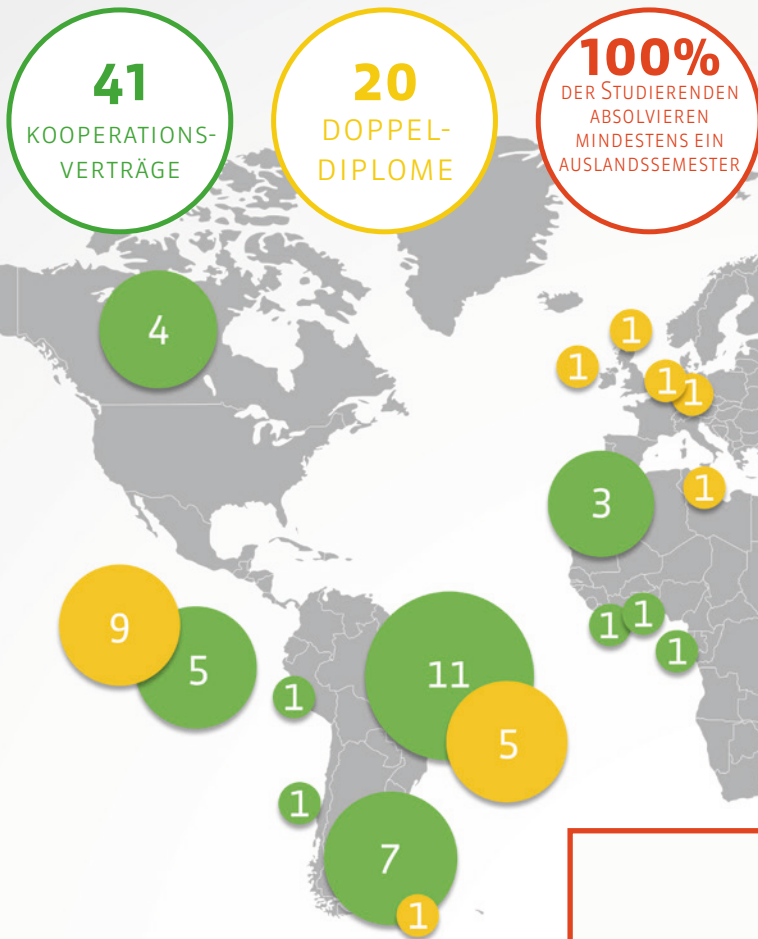 41
KOOPERATIONS-
VERTRÄGE
20
DOPPEL-
DIPLOME
100%
DER STUDIERENDEN
ABSOLVIEREN
MINDESTENS EIN
AUSLANDSSEMESTER
4
1
1
1
1
3
1
9
5
1
11
5
1
1
1
1
7
1